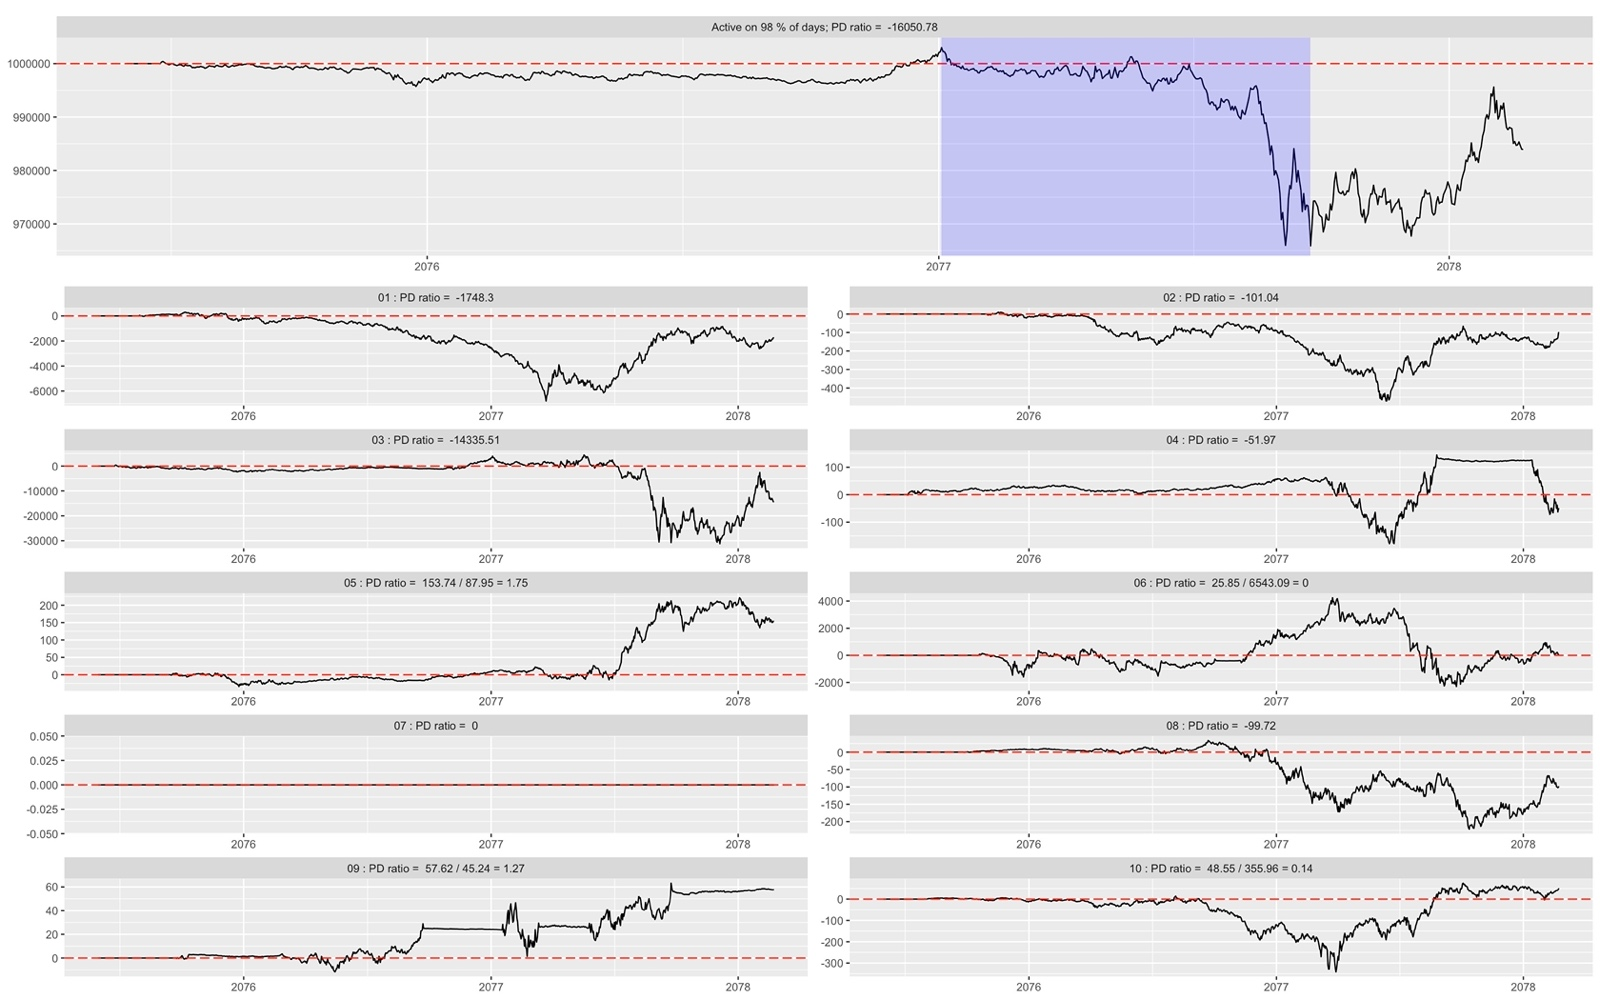 Active on 98 % of days; PD ratio =  -16050.78
1000000
990000
980000
970000
2076 2077 2078
01 : PD ratio =  -1748.3
0
-2000
-4000
-6000
2076 2077 2078
02 : PD ratio =  -101.04
0
-100
-200
-300
-400
2076 2077 2078
03 : PD ratio =  -14335.51
0
-10000
-20000
-30000
2076 2077 2078
04 : PD ratio =  -51.97
100
0
-100
2076 2077 2078
05 : PD ratio =  153.74 / 87.95 = 1.75
200
150
100
50
0
2076 2077 2078
06 : PD ratio =  25.85 / 6543.09 = 0
4000
2000
0
-2000
2076 2077 2078
07 : PD ratio =  0
0.050
0.025
0.000
-0.025
-0.050
2076 2077 2078
08 : PD ratio =  -99.72
0
-50
-100
-150
-200
2076 2077 2078
09 : PD ratio =  57.62 / 45.24 = 1.27
60
40
20
0
2076 2077 2078
10 : PD ratio =  48.55 / 355.96 = 0.14
0
-100
-200
-300
2076 2077 2078